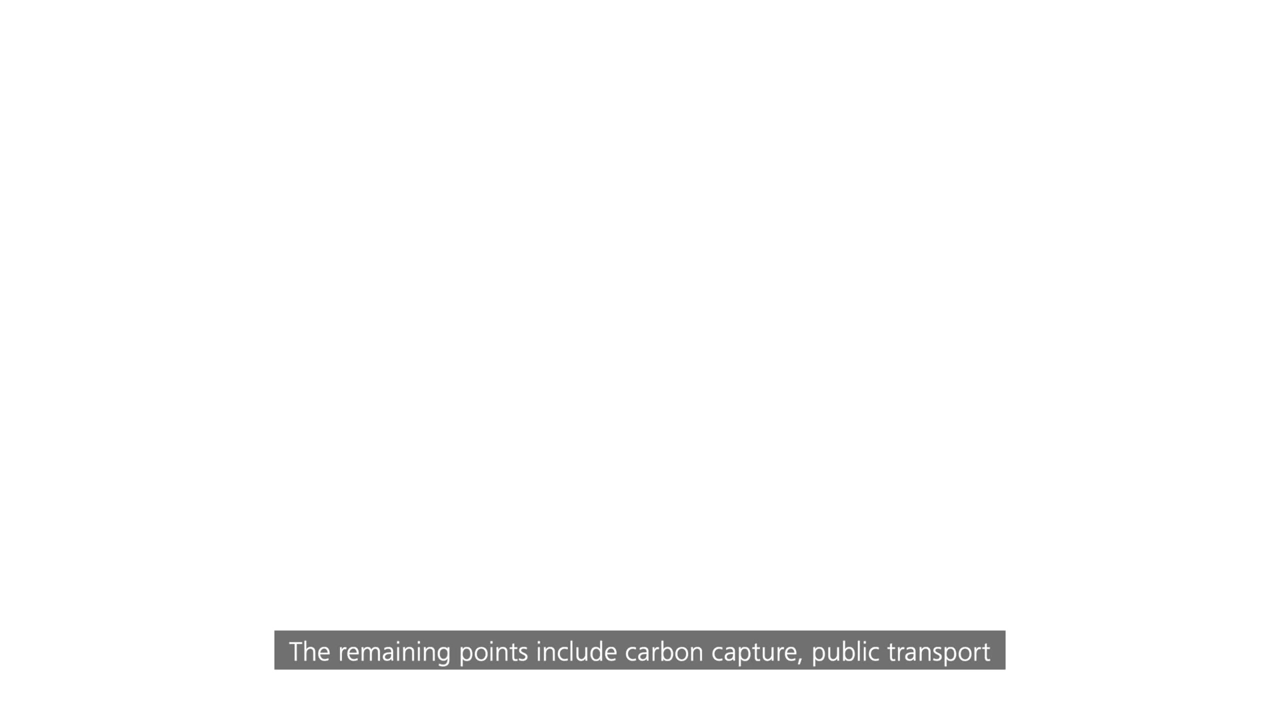 The remaining points include carbon capture, public transport